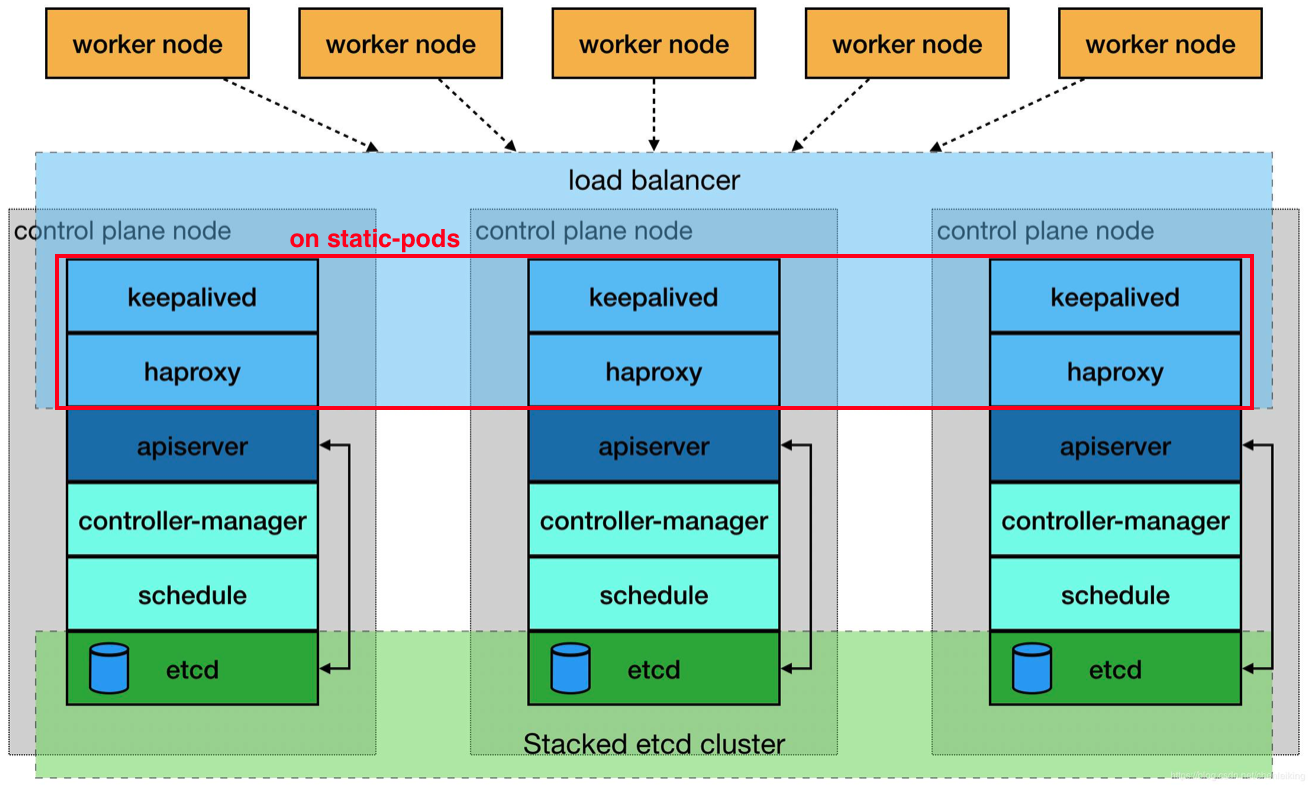 worker node
worker node
worker node
worker node
worker node
load balancer
control plane node
control plane node
control plane node
on static-pods
keepalived
keepalived
keepalived
haproxy
haproxy
haproxy
apiserver
apiserver
apiserver
controller-manager
controller-manager
controller-manager
schedule
schedule
schedule
etcd
etcd
etcd
Stacked etcd cluster